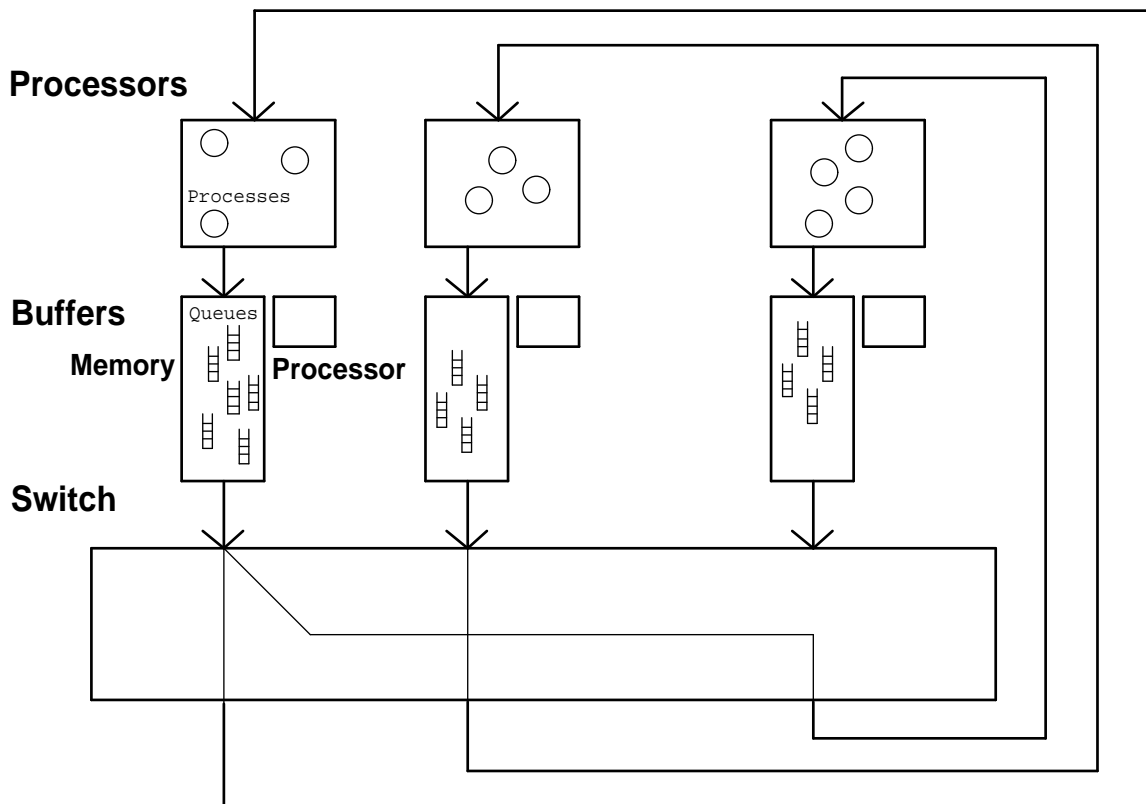 Processors
Processes
Buffers
Queues
Memory
Processor
Switch